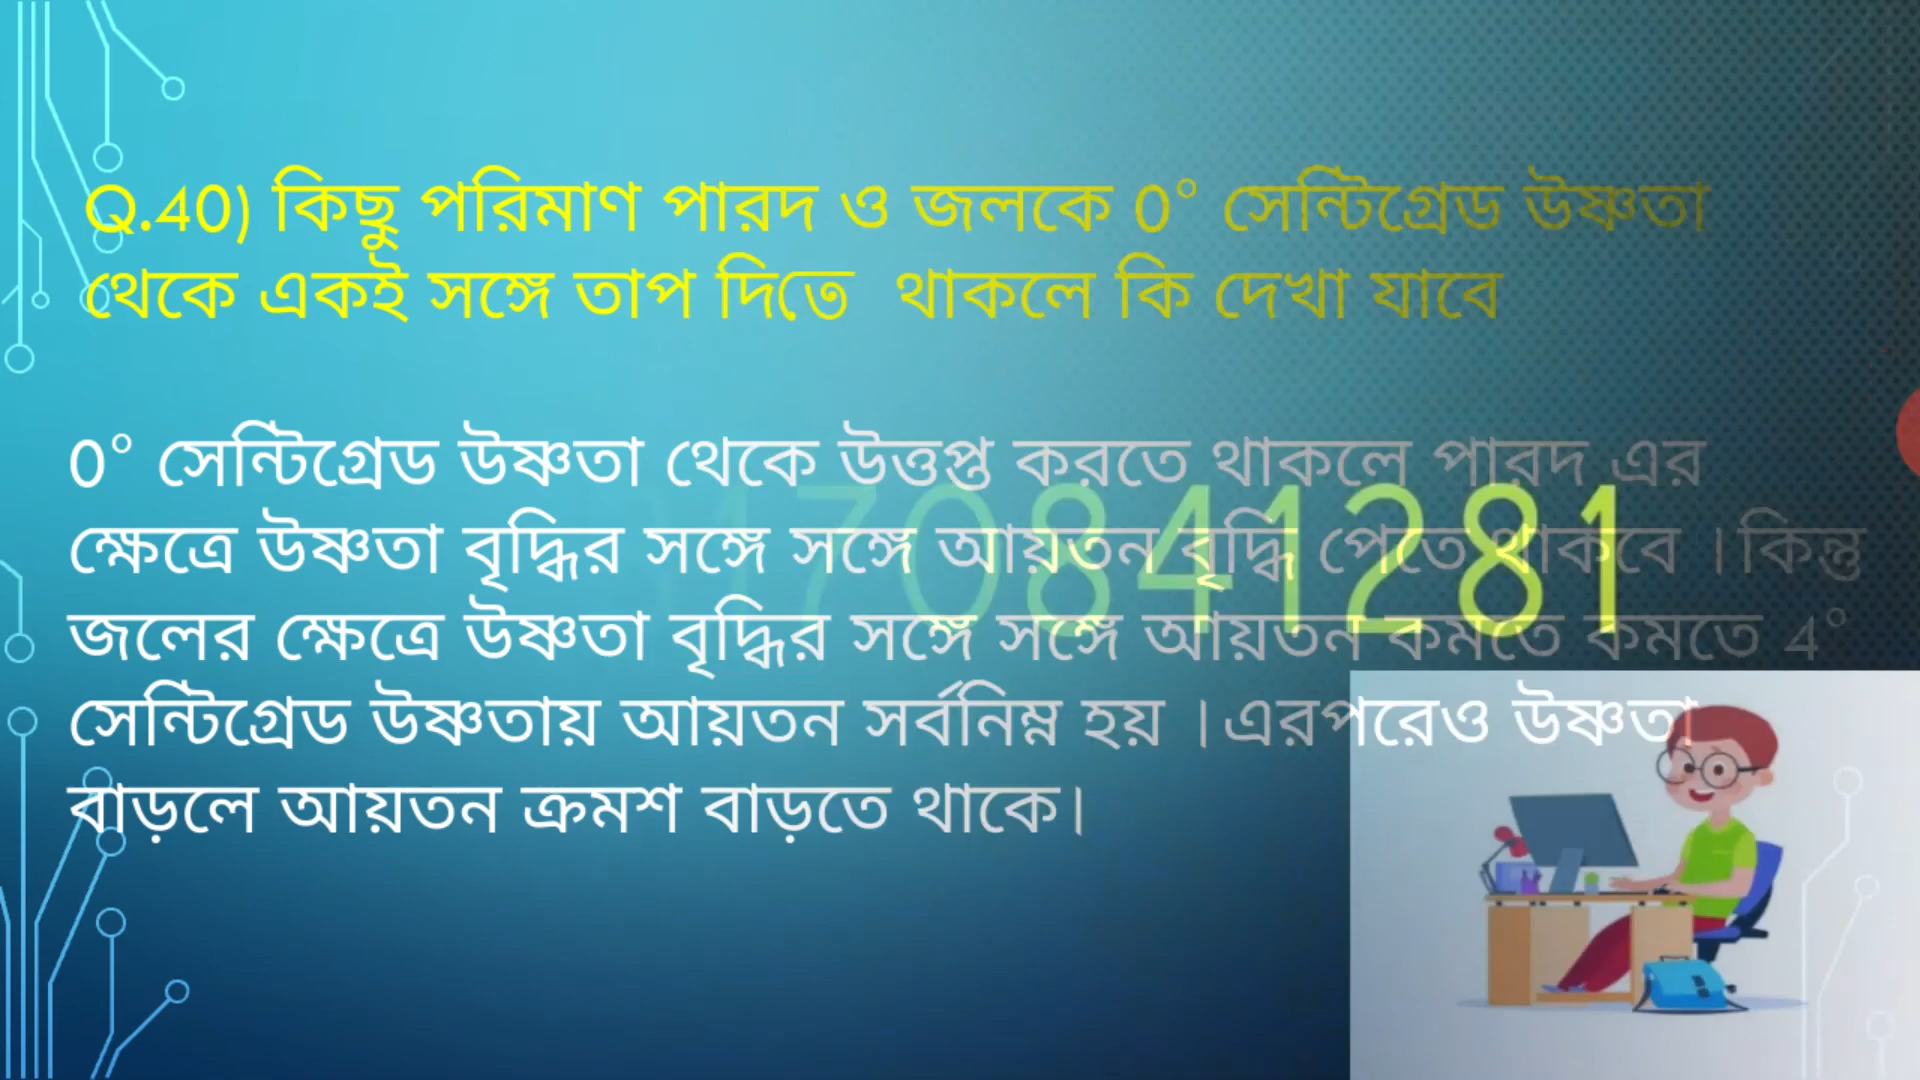 Q.40) কিছু পরিমাণ পারদ ও জলকে 0° সেন্টিগ্রেড উষ্ণতা
থেকে একই সঙ্গে তাপ দিতে থাকলে কি দেখা যাবে
0° সেন্টিগ্রেড উষ্ণতা থেকে উত্তপ্ত করতে থাকলে পারদ এর
ক্ষেত্রে উষ্ণতা বৃদ্ধির সঙ্গে সঙ্গে আয়তন বৃদ্ধি পেতে থাকবে ।কিন্তু
জলের ক্ষেত্রে উষ্ণতা বৃদ্ধির সঙ্গে সঙ্গে আয়তন কমতে কমতে 4°
সেন্টিগ্রেড উষ্ণতায় আয়তন সর্বনিম্ন হয় ।এরপরেও উষ্ণতা
বাড়লে আয়তন ক্রমশ বাড়তে থাকে।
70841281